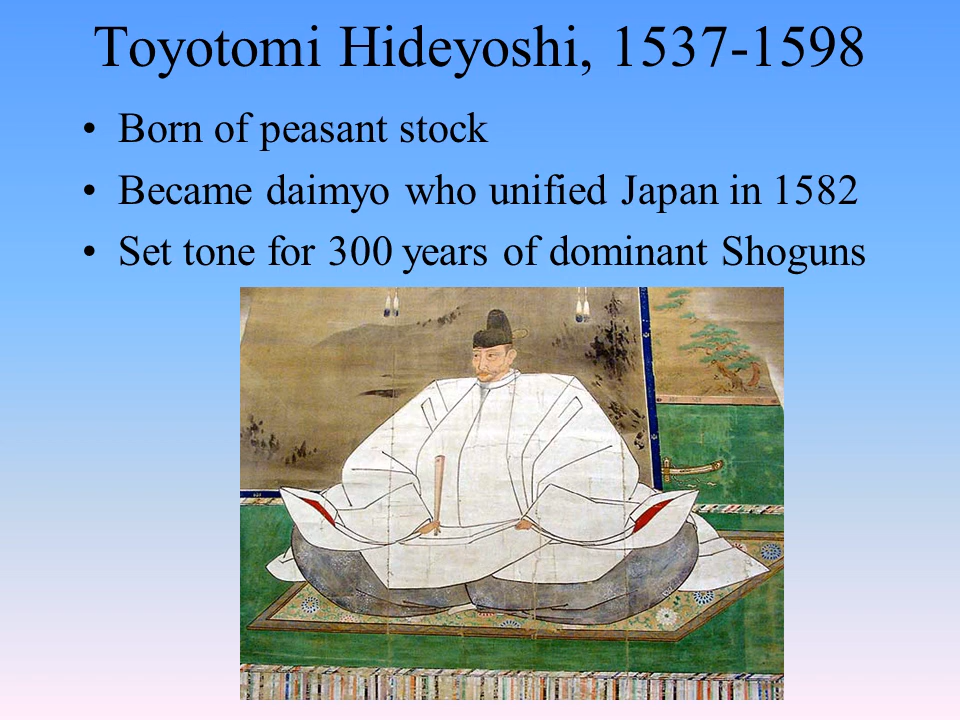 Toyotomi Hideyoshi, 1537-1598
• Born of peasant stock
• Became daimyo who unified Japan in 1582
• Set tone for 300 years of dominant Shoguns